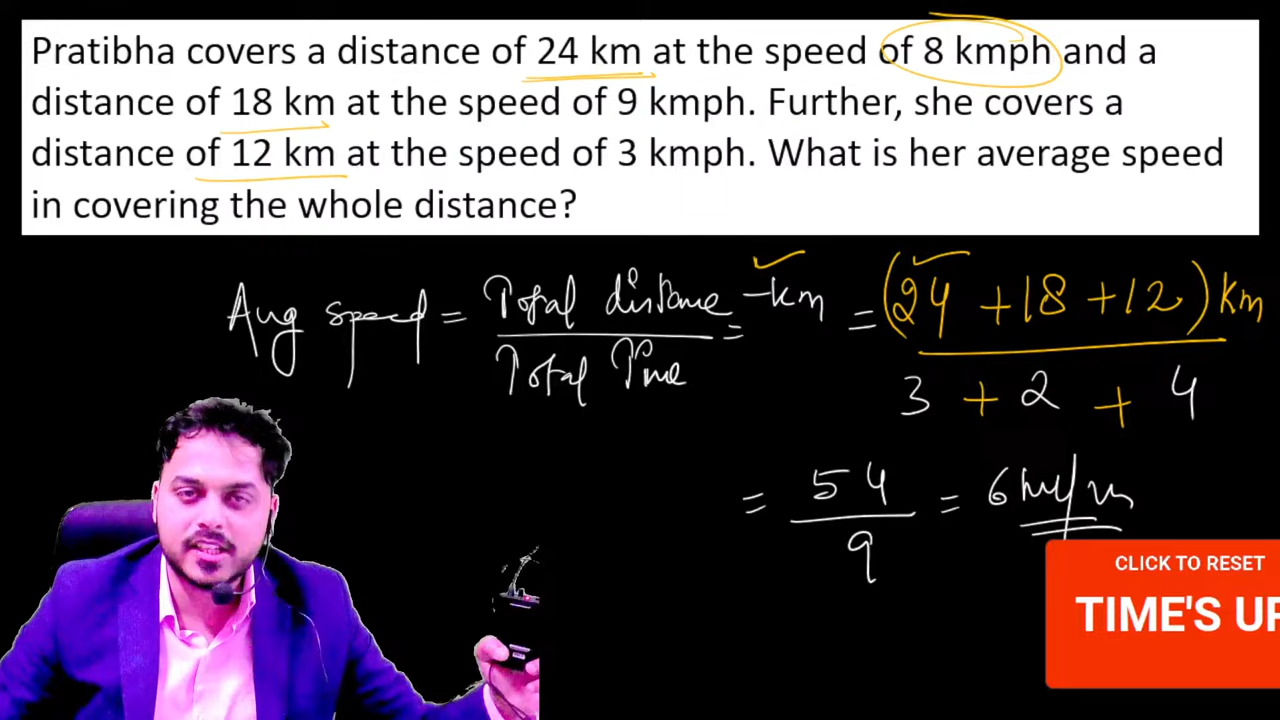 Pratibha covers a distance of 24 km at the speed of 8 kmph and a
distance of 18 km at the speed of 9 kmph. Further, she covers a
distance of 12 km at the speed of 3 kmph. What is her average speed
in covering the whole distance?
Avg speed = Total distance / Total Time = -km = (24 + 18 + 12) km / 3 + 2 + 4
= 54 / 9 = 6
CLICK TO RESET
TIME'S UP